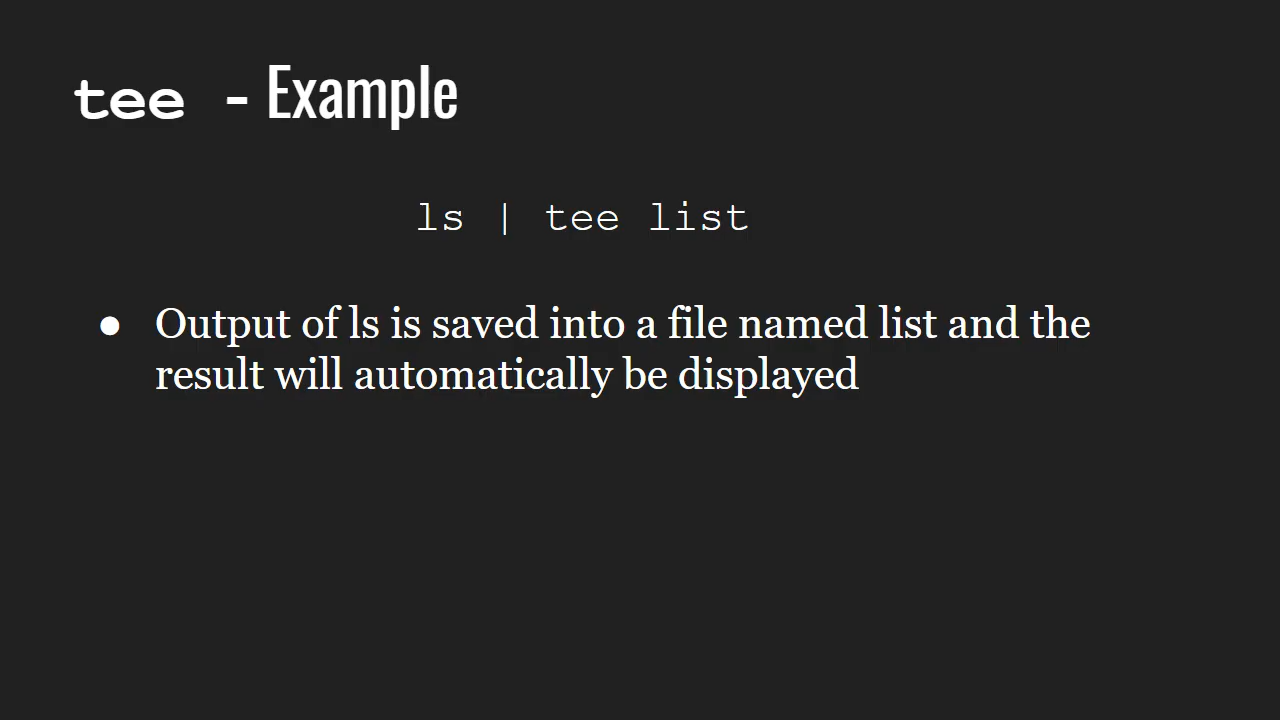 tee - Example
ls | tee list
● Output of ls is saved into a file named list and the
result will automatically be displayed